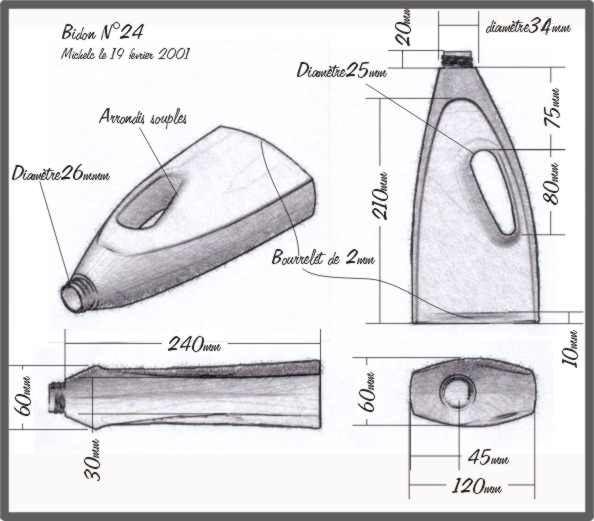 Bidon N°24
Michelc le 19 fevrier 2001
20mm
diamètre34mm
Diamètre25mm
Arrondis souples
Diamètre26mmm
75mm
80mm
210mm
Bourrelet de 2mm
10mm
240mm
60mm
30mm
60mm
45mm
120mm